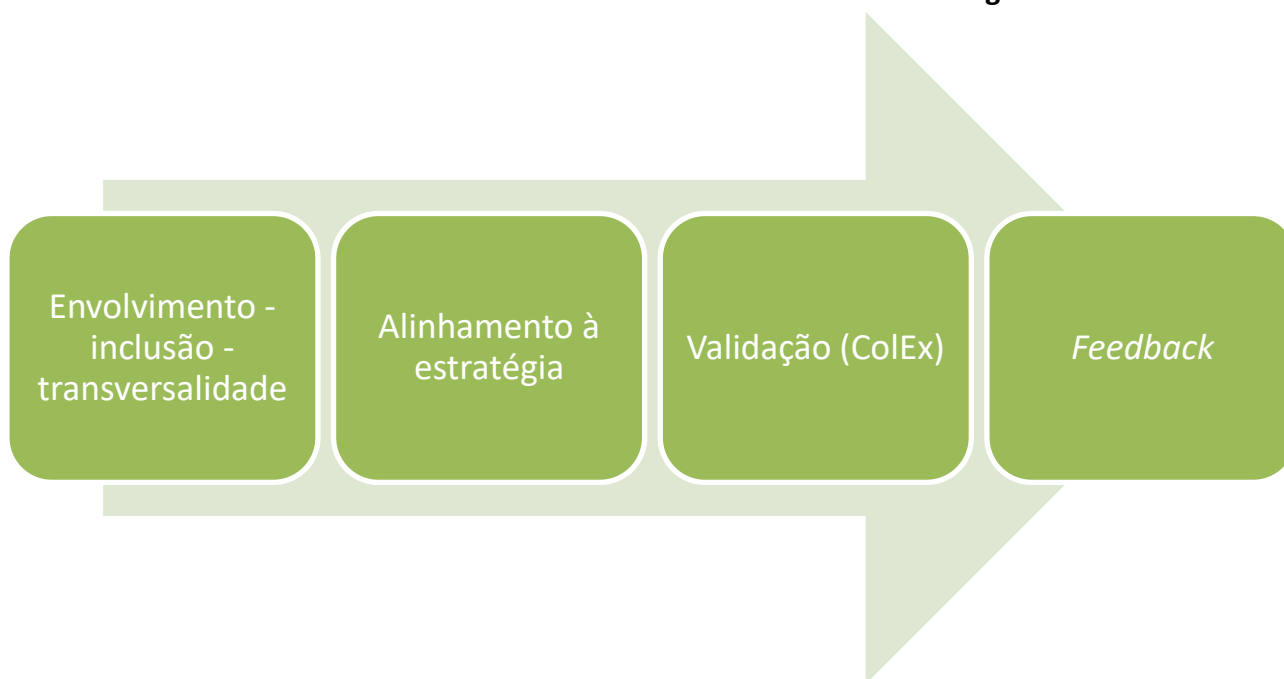 Envolvimento -
inclusão -
transversalidade
Alinhamento à
estratégia
Validação (ColEx)
Feedback